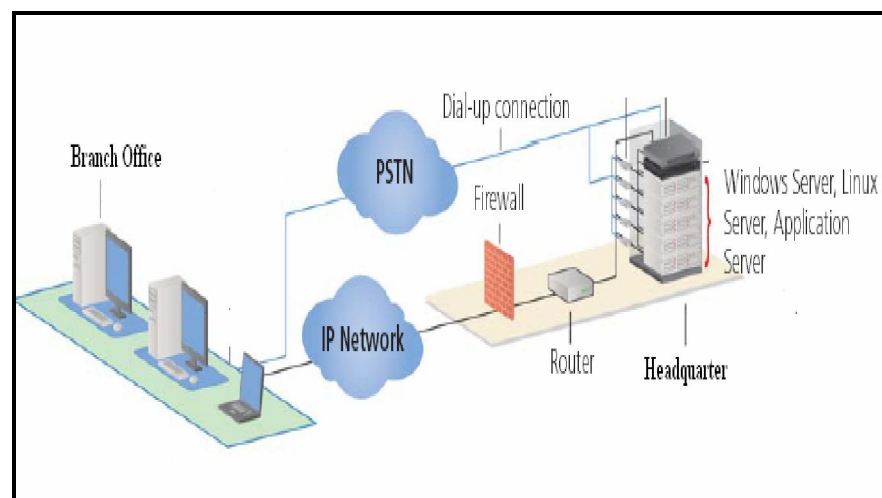 Dial-up connection
Branch Office
PSTN
Firewall
Windows Server, Linux
Server, Application
Server
IP Network
Router
Headquarter